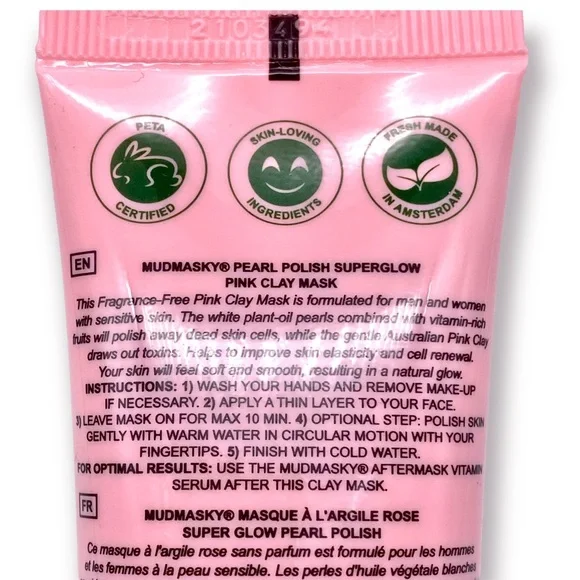 2103494
PETA
CERTIFIED
SKIN-LOVING
INGREDIENTS
FRESH MADE
IN AMSTERDAM
EN
MUDMASKY® PEARL POLISH SUPERGLOW
PINK CLAY MASK
This Fragrance-Free Pink Clay Mask is formulated for men and women
with sensitive skin. The white plant-oil pearls combined with vitamin-rich
fruits will polish away dead skin cells, while the gentle Australian Pink Clay
draws out toxins. Helps to improve skin elasticity and cell renewal.
Your skin will feel soft and smooth, resulting in a natural glow.
INSTRUCTIONS: 1) WASH YOUR HANDS AND REMOVE MAKE-UP
IF NECESSARY. 2) APPLY A THIN LAYER TO YOUR FACE.
3) LEAVE MASK ON FOR MAX 10 MIN. 4) OPTIONAL STEP: POLISH SKIN
GENTLY WITH WARM WATER IN CIRCULAR MOTION WITH YOUR
FINGERTIPS. 5) FINISH WITH COLD WATER.
FOR OPTIMAL RESULTS: USE THE MUDMASKY® AFTERMASK VITAMIN
SERUM AFTER THIS CLAY MASK.
FR
MUDMASKY® MASQUE À L'ARGILE ROSE
SUPER GLOW PEARL POLISH
Ce masque à l'argile rose sans parfum est formulé pour les hommes
et les femmes à la peau sensible. Les perles d'huile végétale blanches